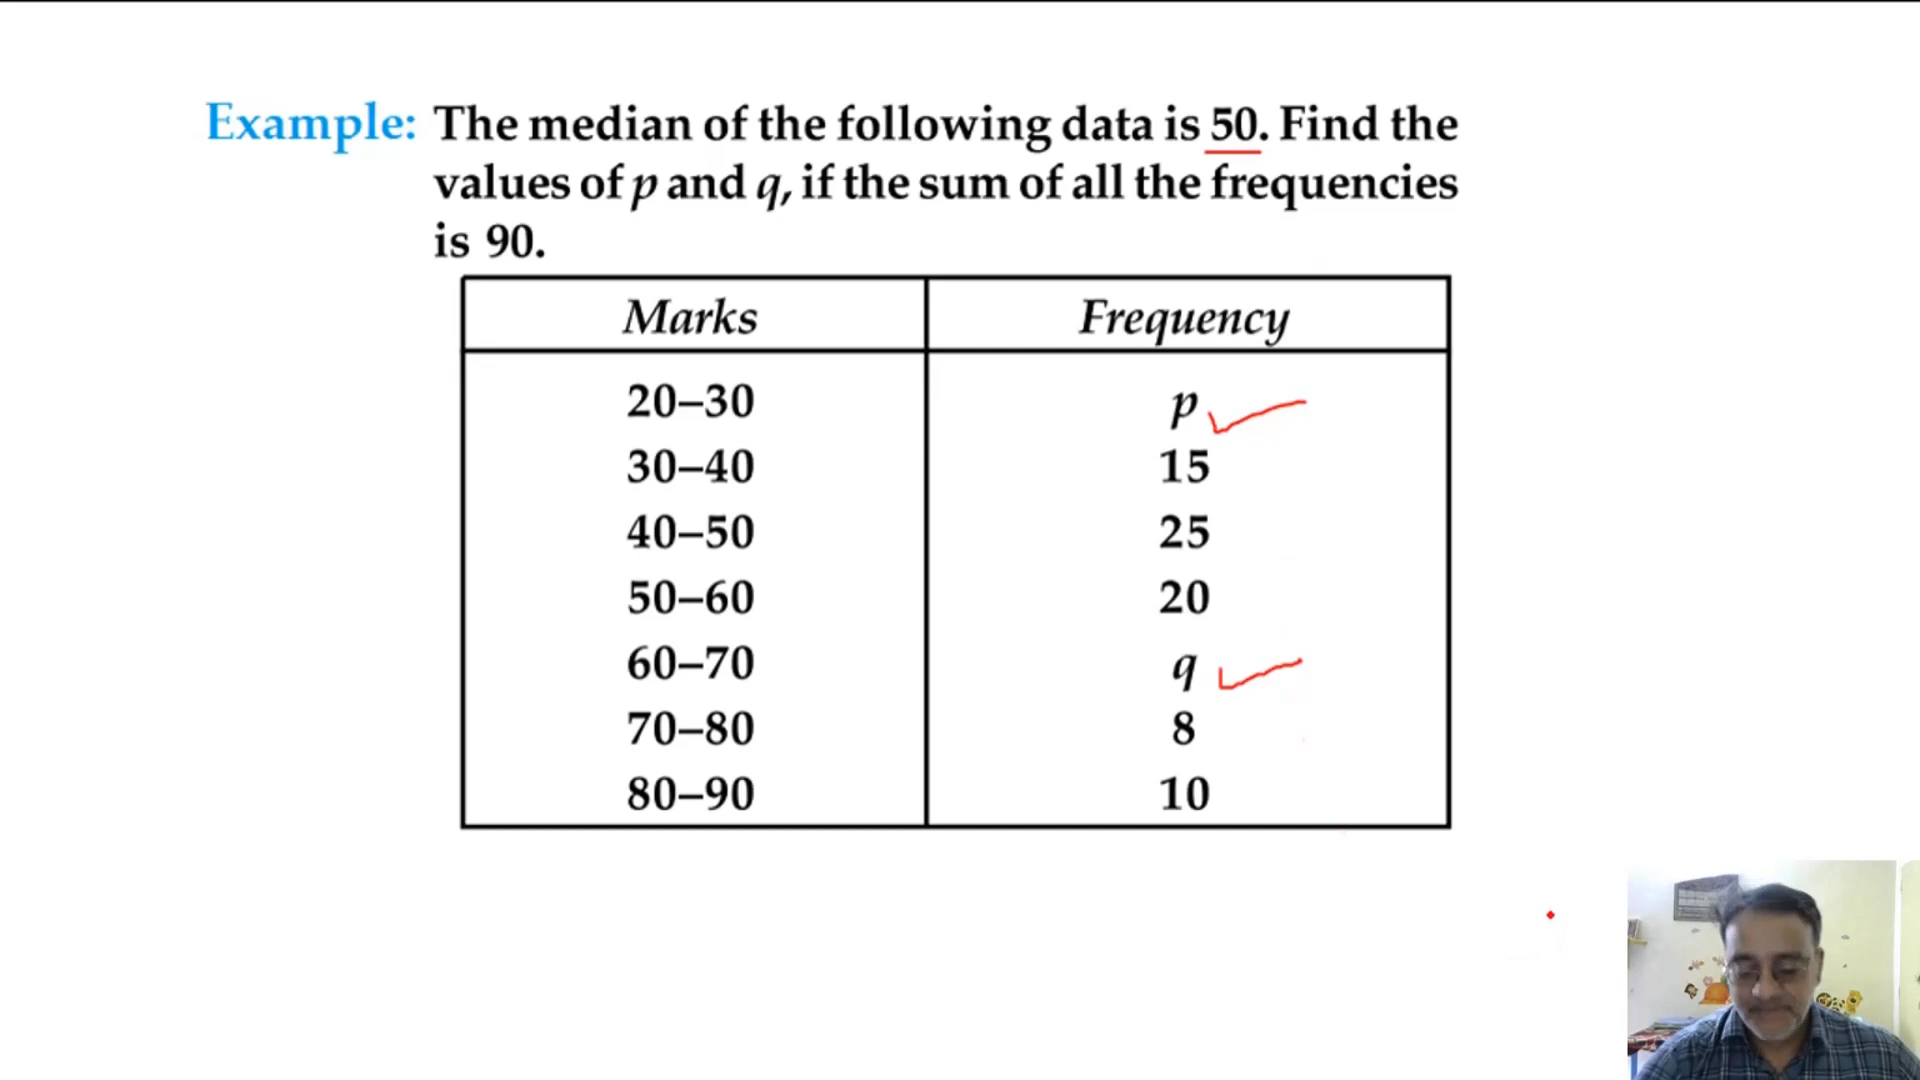 Example: The median of the following data is 50. Find the
values of p and q, if the sum of all the frequencies
is 90.
Marks Frequency
20–30 p
30–40 15
40–50 25
50–60 20
60–70 q
70–80 8
80–90 10